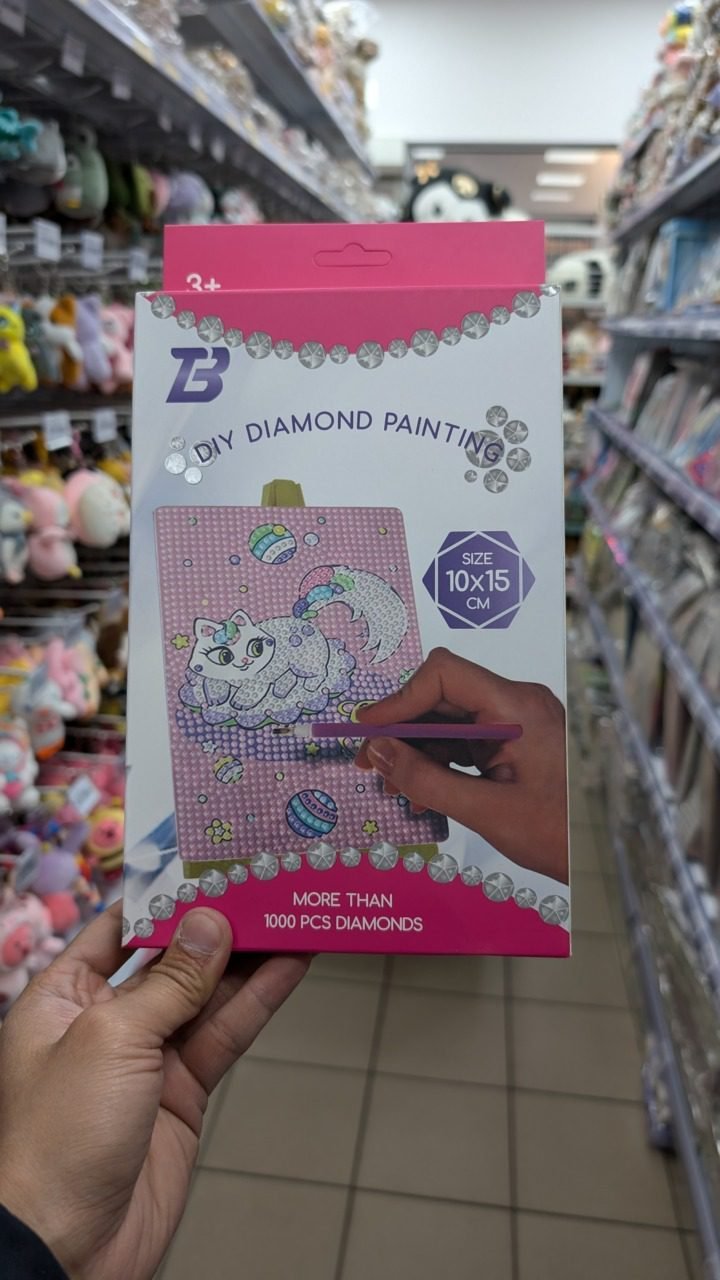 3+
TB
DIY DIAMOND PAINTING
SIZE
10x15
CM
MORE THAN
1000 PCS DIAMONDS